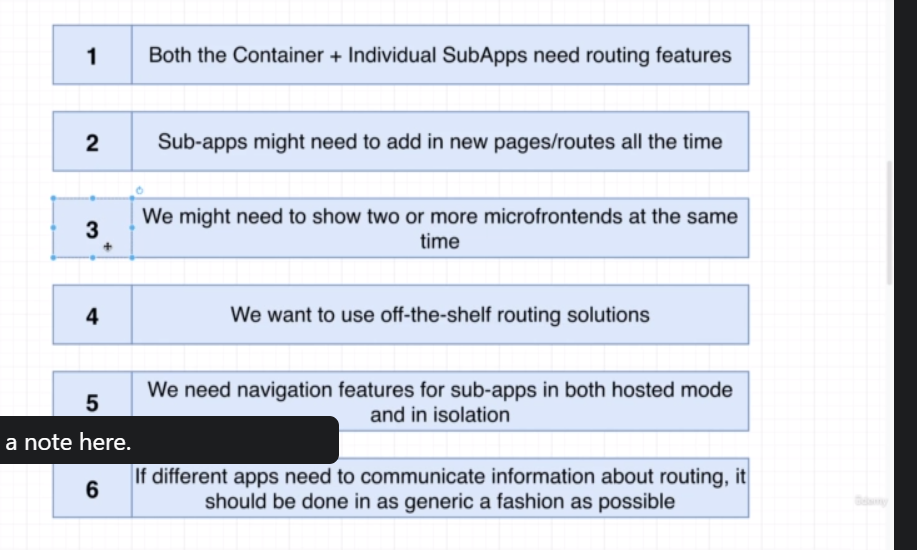 1 Both the Container + Individual SubApps need routing features
2 Sub-apps might need to add in new pages/routes all the time
3 We might need to show two or more microfrontends at the same
time
4 We want to use off-the-shelf routing solutions
5 We need navigation features for sub-apps in both hosted mode
and in isolation
a note here.
6 If different apps need to communicate information about routing, it
should be done in as generic a fashion as possible
Udemy